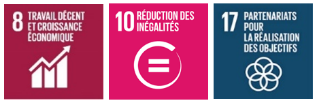 8 TRAVAIL DÉCENT
ET CROISSANCE
ÉCONOMIQUE
10 RÉDUCTION DES
INÉGALITÉS
17 PARTENARIATS
POUR
LA RÉALISATION
DES OBJECTIFS